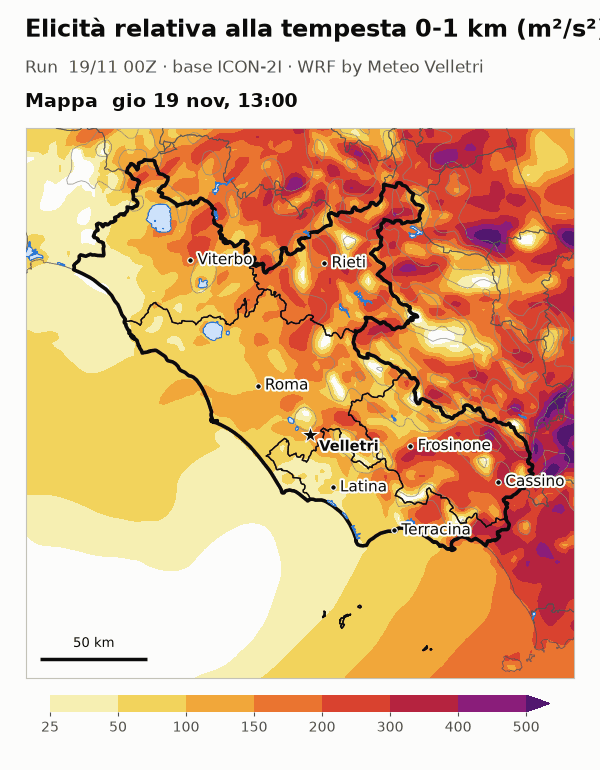 Elicità relativa alla tempesta 0-1 km (m²/s²)
Run 19/11 00Z · base ICON-2I · WRF by Meteo Velletri
Mappa gio 19 nov, 13:00
Viterbo
Rieti
Roma
Velletri
Frosinone
Latina
Cassino
Terracina
50 km
25 50 100 150 200 300 400 500